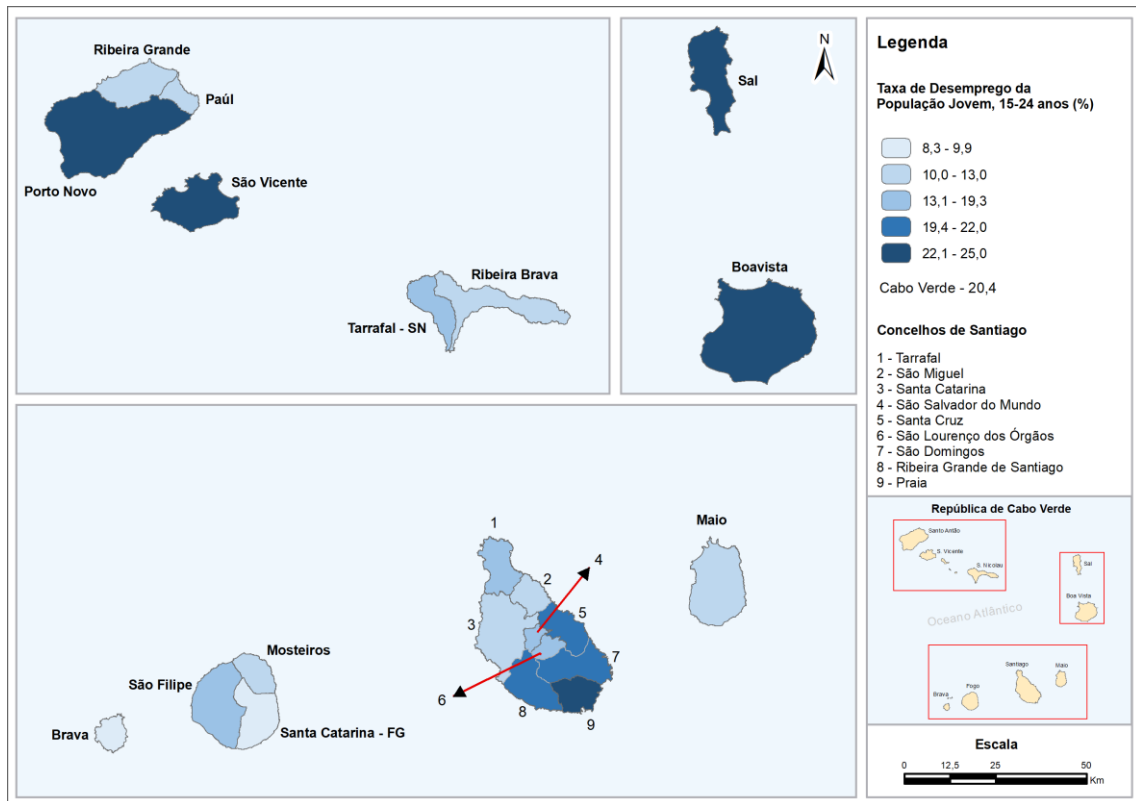 Ribeira Grande
Paúl
Porto Novo
São Vicente
Ribeira Brava
Tarrafal - SN
Sal
N
Boavista
1
2
3
4
5
6
7
8
9
Maio
Mosteiros
São Filipe
Brava
Santa Catarina - FG
Legenda
Taxa de Desemprego da
População Jovem, 15-24 anos (%)
8,3 - 9,9
10,0 - 13,0
13,1 - 19,3
19,4 - 22,0
22,1 - 25,0
Cabo Verde - 20,4
Concelhos de Santiago
1 - Tarrafal
2 - São Miguel
3 - Santa Catarina
4 - São Salvador do Mundo
5 - Santa Cruz
6 - São Lourenço dos Órgãos
7 - São Domingos
8 - Ribeira Grande de Santiago
9 - Praia
República de Cabo Verde
Santo Antão
S. Vicente
S. Nicolau
Sal
Boa Vista
Oceano Atlântico
Santiago
Maio
Fogo
Brava
Escala
0 12,5 25 50
Km